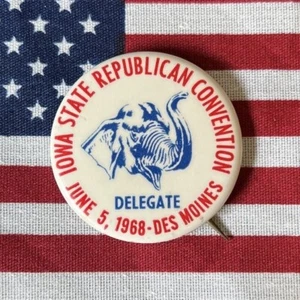 IOWA STATE REPUBLICAN CONVENTION
DELEGATE
JUNE 5, 1968-DES MOINES